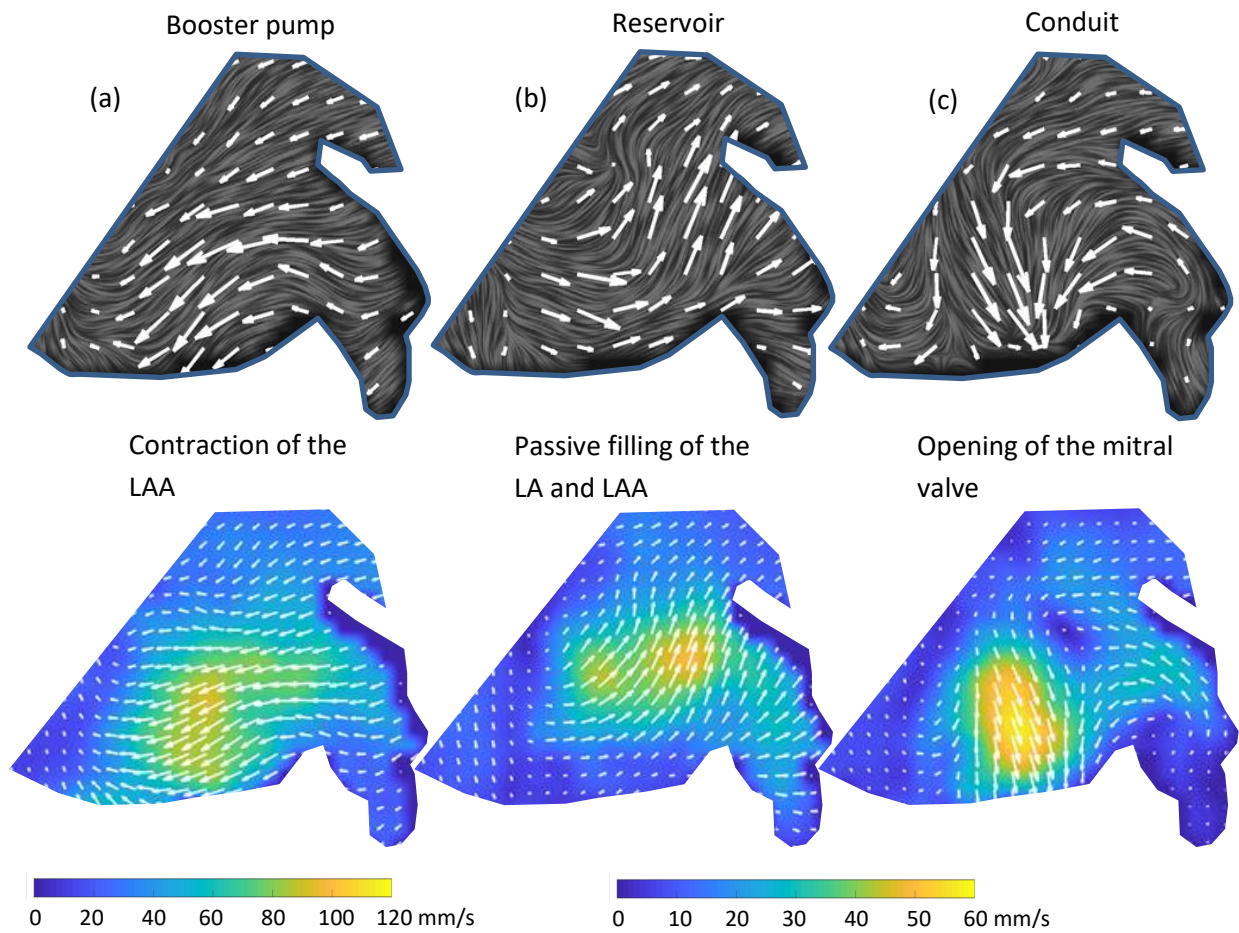 Booster pump
Reservoir
Conduit
(a)
(b)
(c)
Contraction of the
LAA
Passive filling of the
LA and LAA
Opening of the mitral
valve
0 20 40 60 80 100 120 mm/s
0 10 20 30 40 50 60 mm/s